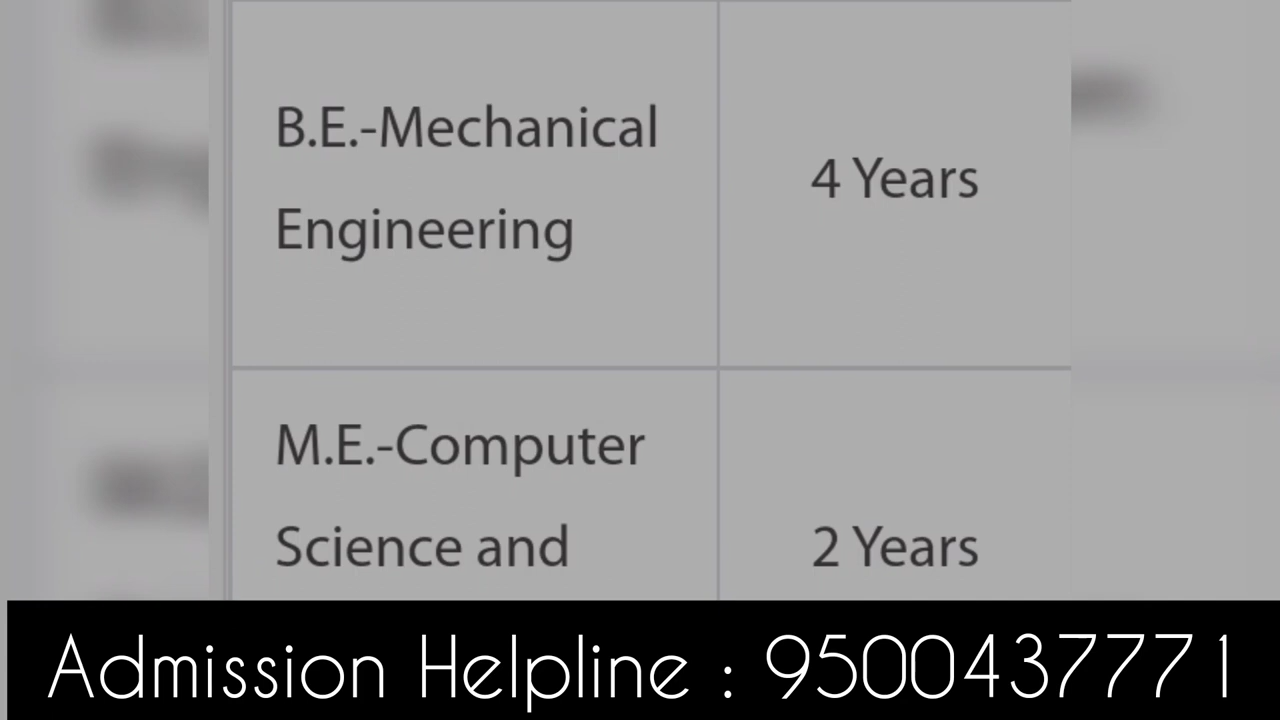 B.E.-Mechanical
Engineering
4 Years
M.E.-Computer
Science and
2 Years
Admission Helpline : 9500437771